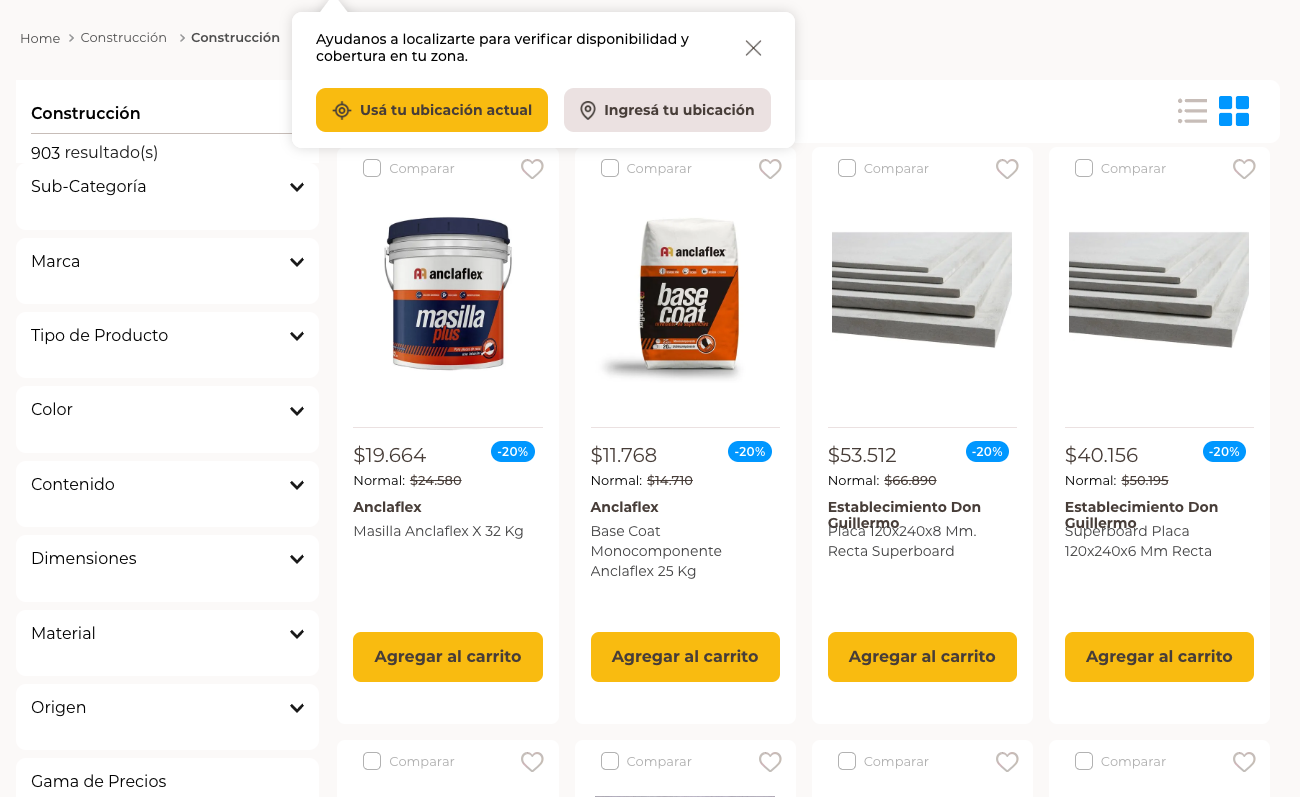 Home > Construcción > Construcción
Ayudanos a localizarte para verificar disponibilidad y
cobertura en tu zona.
Usá tu ubicación actual
Ingresá tu ubicación
Construcción
903 resultado(s)
Sub-Categoría
Marca
Tipo de Producto
Color
Contenido
Dimensiones
Material
Origen
Gama de Precios
Comparar
anclaflex
masilla
plus
$19.664
-20%
Normal: $24.580
Anclaflex
Masilla Anclaflex X 32 Kg
Agregar al carrito
Comparar
anclaflex
base
coat
$11.768
-20%
Normal: $14.710
Anclaflex
Base Coat
Monocomponente
Anclaflex 25 Kg
Agregar al carrito
Comparar
$53.512
-20%
Normal: $66.890
Establecimiento Don
Guillermo
Placa 120x240x8 Mm.
Recta Superboard
Agregar al carrito
Comparar
$40.156
-20%
Normal: $50.195
Establecimiento Don
Guillermo
Superboard Placa
120x240x6 Mm Recta
Agregar al carrito
Comparar
Comparar
Comparar
Comparar